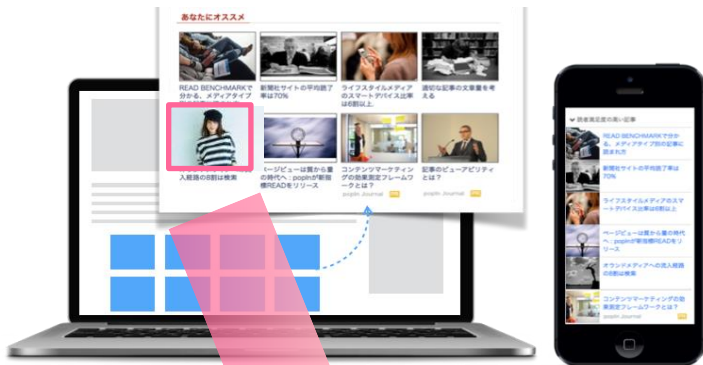 あなたにオススメ
READ BENCHMARKで
分かる、メディアタイプ
新聞社サイトの平均読了
率は70%
ライフスタイルメディア
のスマートデバイス比率
は6割以上
適切な記事の文章量を考
える
入経路の8割は検索
ページビューは質から量
の時代へ:popInが新指
標READをリリース
コンテンツマーケティン
グの効果測定フレームワ
ークとは?
popIn Journal
記事のビューアビリティ
とは?
popIn Journal
読者満足度の高い記事
READ BENCHMARKで分か
る、メディアタイプ別の記事に
読まれ方
新聞社サイトの平均読了率は
70%
ライフスタイルメディアのスマ
ートデバイス比率は6割以上
ページビューは質から量の時代
へ:popInが新指標READをリ
リース
オウンドメディアへの流入経路
の8割は検索
コンテンツマーケティングの効
果測定フレームワークとは?
popIn Journal